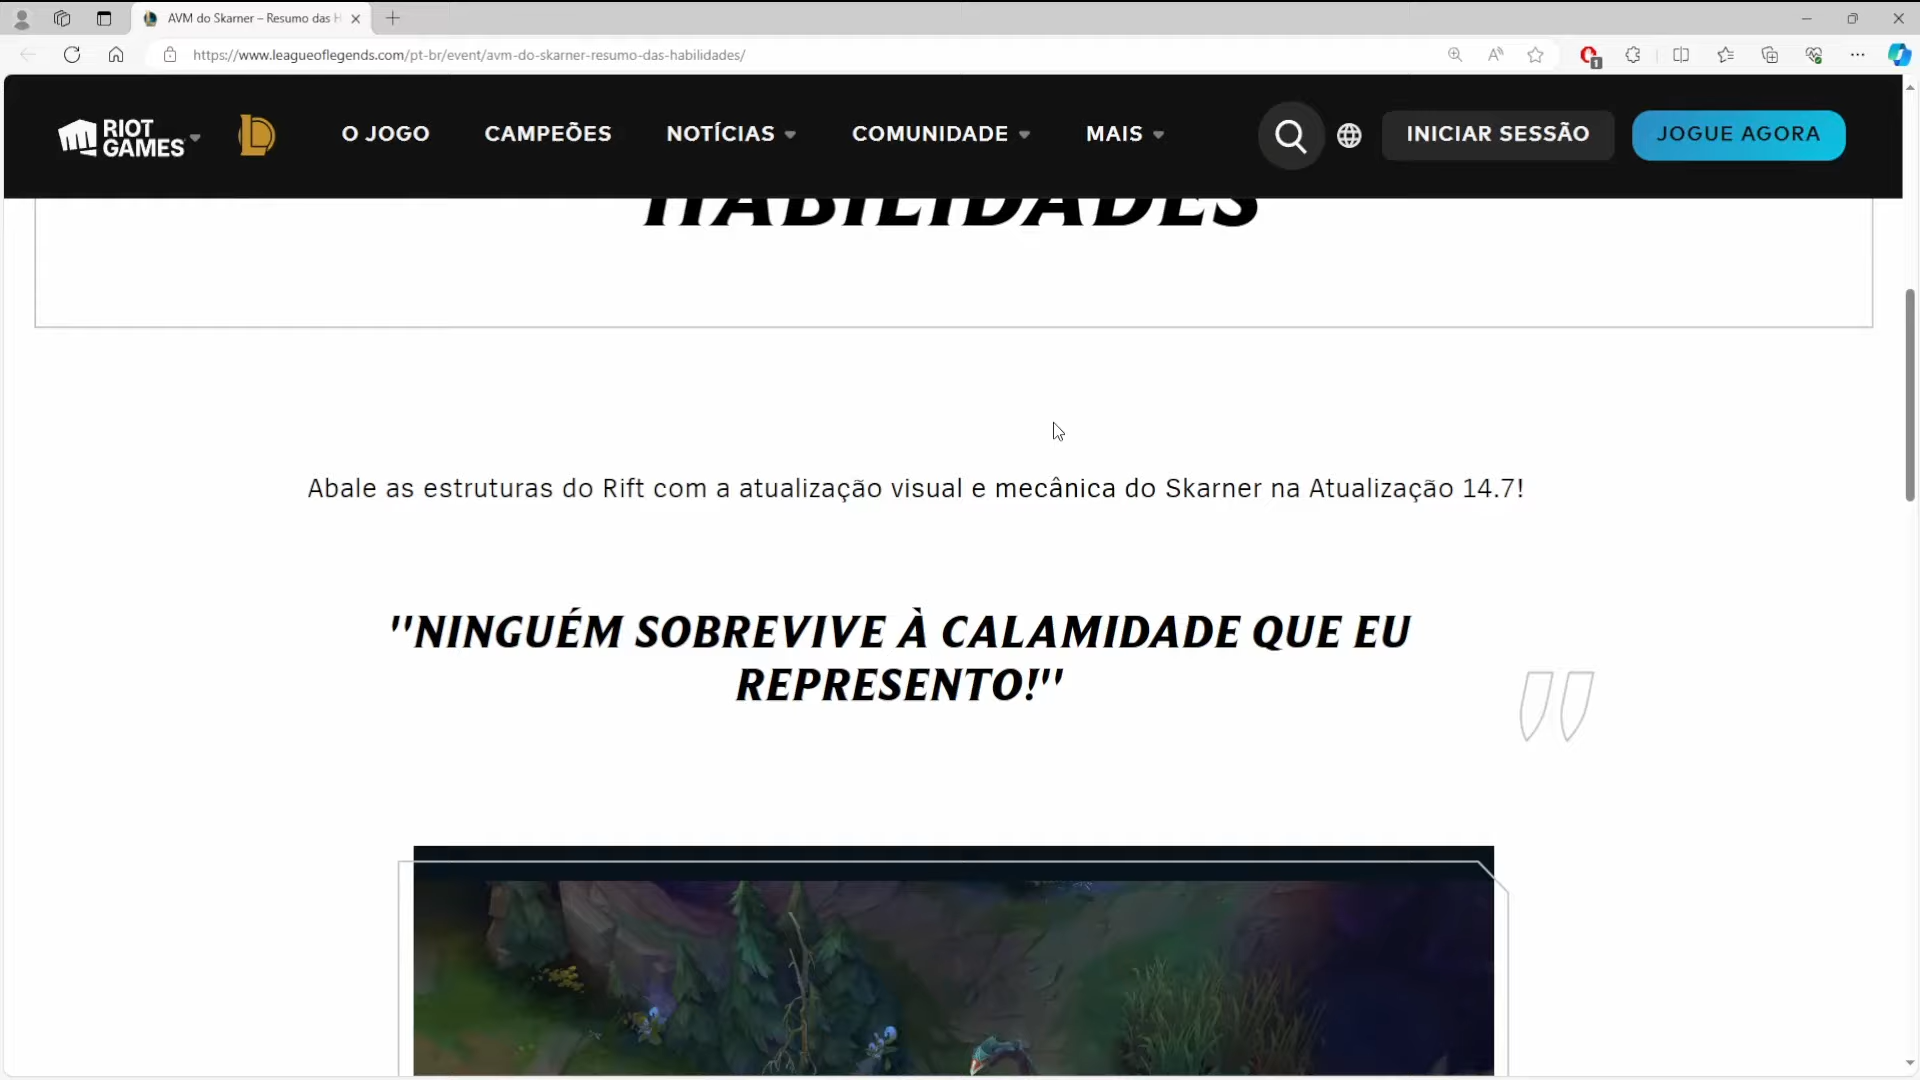 AVM do Skarner – Resumo das H
https://www.leagueoflegends.com/pt-br/event/avm-do-skarner-resumo-das-habilidades/
1
RIOT
GAMES
O JOGO
CAMPEÕES
NOTÍCIAS
COMUNIDADE
MAIS
INICIAR SESSÃO
JOGUE AGORA
HABILIDADES
Abale as estruturas do Rift com a atualização visual e mecânica do Skarner na Atualização 14.7!
"NINGUÉM SOBREVIVE À CALAMIDADE QUE EU
REPRESENTO!"